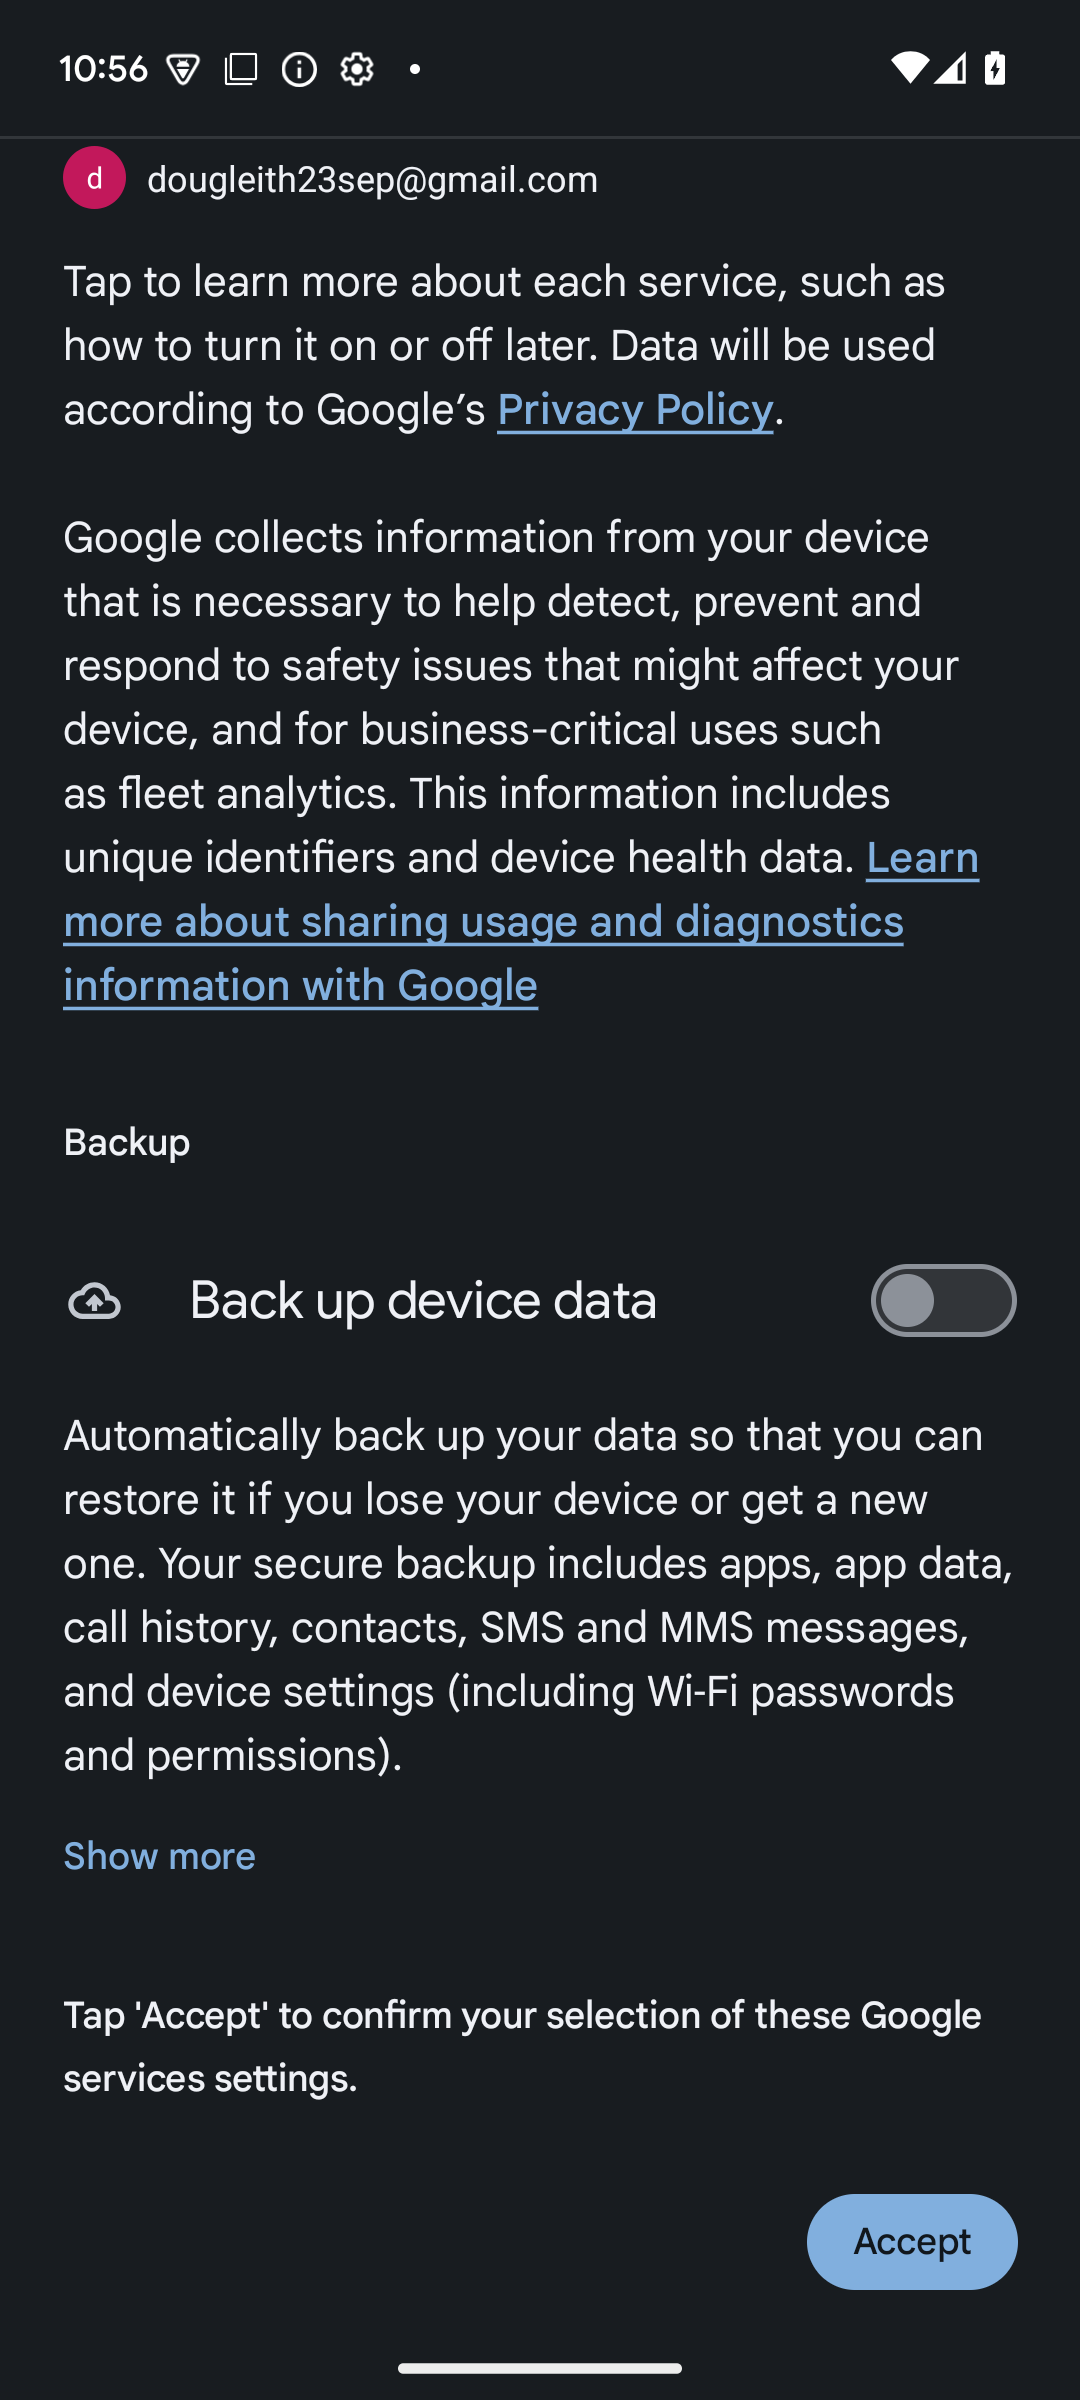 10:56
d
dougleith23sep@gmail.com
Tap to learn more about each service, such as
how to turn it on or off later. Data will be used
according to Google’s Privacy Policy.
Google collects information from your device
that is necessary to help detect, prevent and
respond to safety issues that might affect your
device, and for business-critical uses such
as fleet analytics. This information includes
unique identifiers and device health data. Learn
more about sharing usage and diagnostics
information with Google
Backup
Back up device data
Automatically back up your data so that you can
restore it if you lose your device or get a new
one. Your secure backup includes apps, app data,
call history, contacts, SMS and MMS messages,
and device settings (including Wi-Fi passwords
and permissions).
Show more
Tap 'Accept' to confirm your selection of these Google
services settings.
Accept